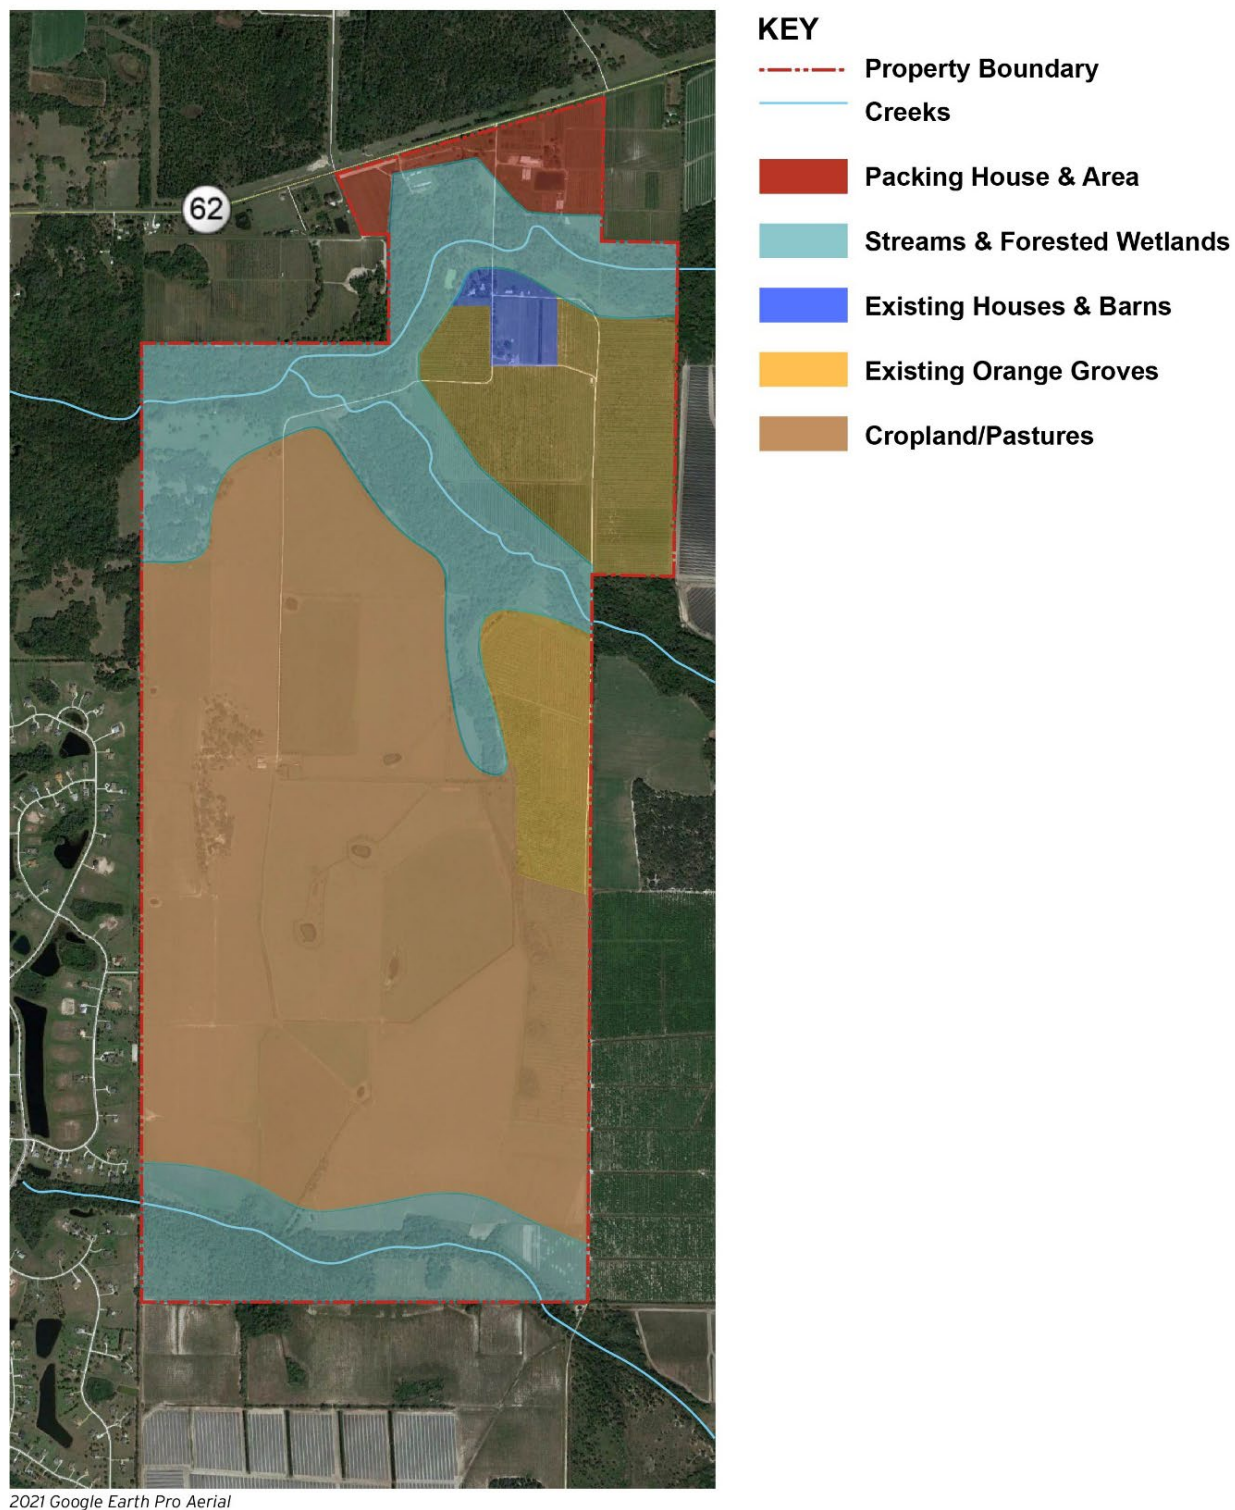 KEY
Property Boundary
Creeks
Packing House & Area
Streams & Forested Wetlands
Existing Houses & Barns
Existing Orange Groves
Cropland/Pastures
62
2021 Google Earth Pro Aerial